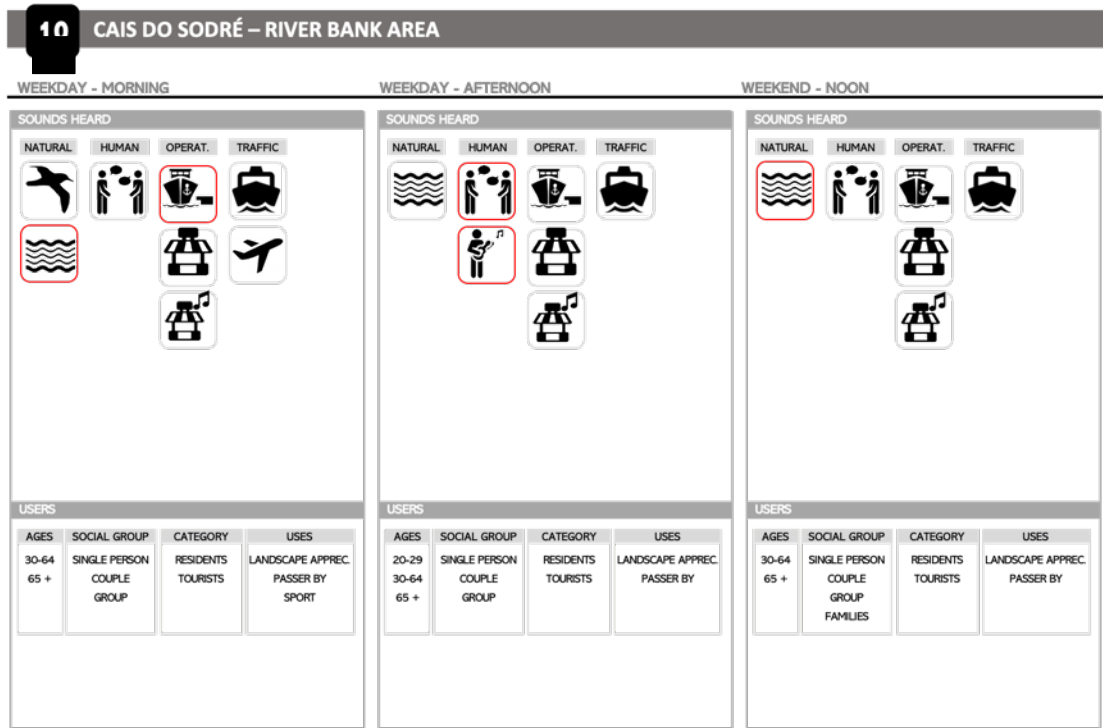 10 CAIS DO SODRÉ – RIVER BANK AREA
WEEKDAY - MORNING
SOUNDS HEARD
NATURAL HUMAN OPERAT. TRAFFIC
USERS
AGES SOCIAL GROUP CATEGORY USES
30-64 SINGLE PERSON RESIDENTS LANDSCAPE APPREC.
65 + COUPLE TOURISTS PASSER BY
GROUP SPORT
WEEKDAY - AFTERNOON
SOUNDS HEARD
NATURAL HUMAN OPERAT. TRAFFIC
USERS
AGES SOCIAL GROUP CATEGORY USES
20-29 SINGLE PERSON RESIDENTS LANDSCAPE APPREC.
30-64 COUPLE TOURISTS PASSER BY
65 + GROUP
WEEKEND - NOON
SOUNDS HEARD
NATURAL HUMAN OPERAT. TRAFFIC
USERS
AGES SOCIAL GROUP CATEGORY USES
30-64 SINGLE PERSON RESIDENTS LANDSCAPE APPREC.
65 + COUPLE TOURISTS PASSER BY
GROUP
FAMILIES